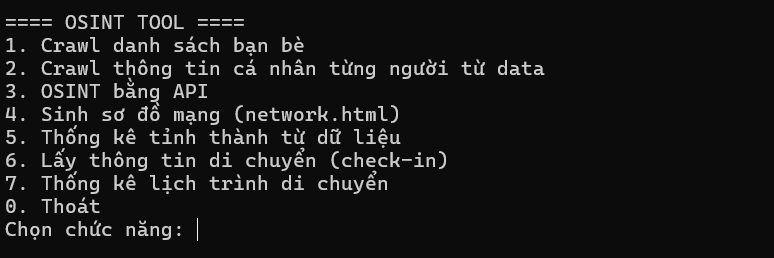 ==== OSINT TOOL ====
1. Crawl danh sách bạn bè
2. Crawl thông tin cá nhân từng người từ data
3. OSINT bằng API
4. Sinh sơ đồ mạng (network.html)
5. Thống kê tỉnh thành từ dữ liệu
6. Lấy thông tin di chuyển (check-in)
7. Thống kê lịch trình di chuyển
0. Thoát
Chọn chức năng: